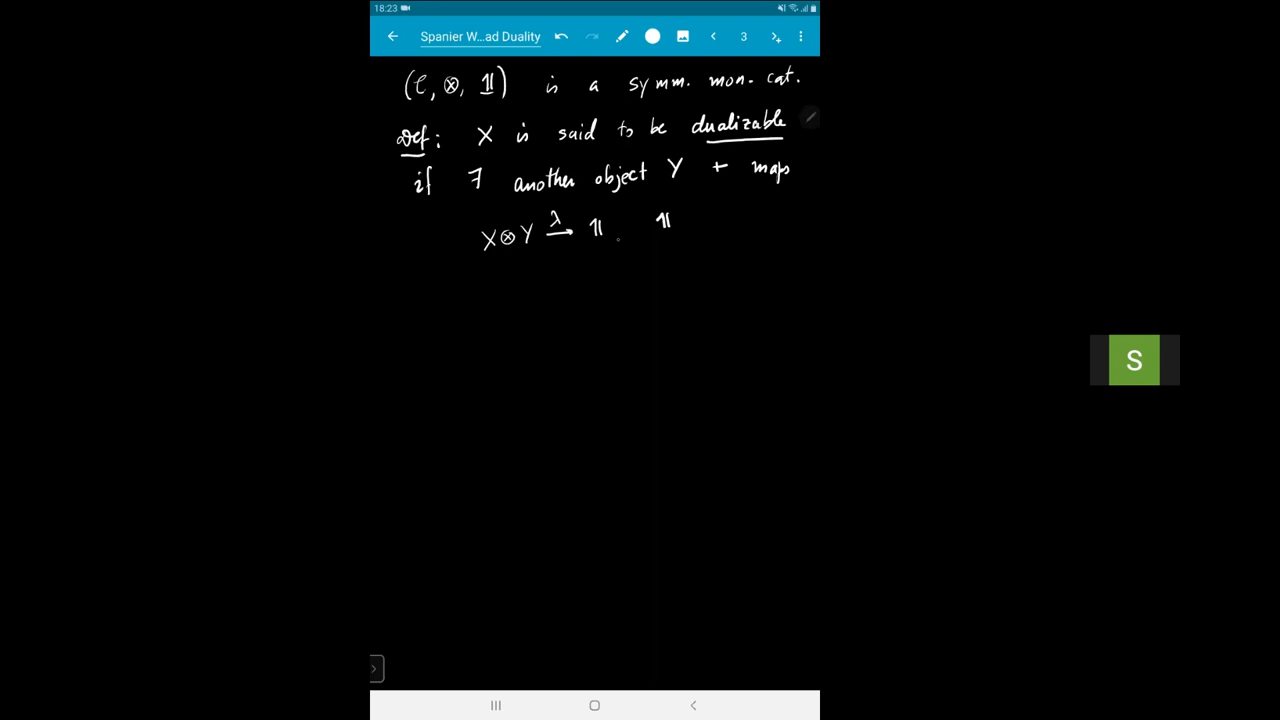 18:23
Spanier W...ad Duality
3
(C, ⊗, 𝟙) is a symm. mon. cat.
Def: X is said to be dualizable
if ∃ another object Y + maps
X⊗Y →^λ 𝟙 , 𝟙
S